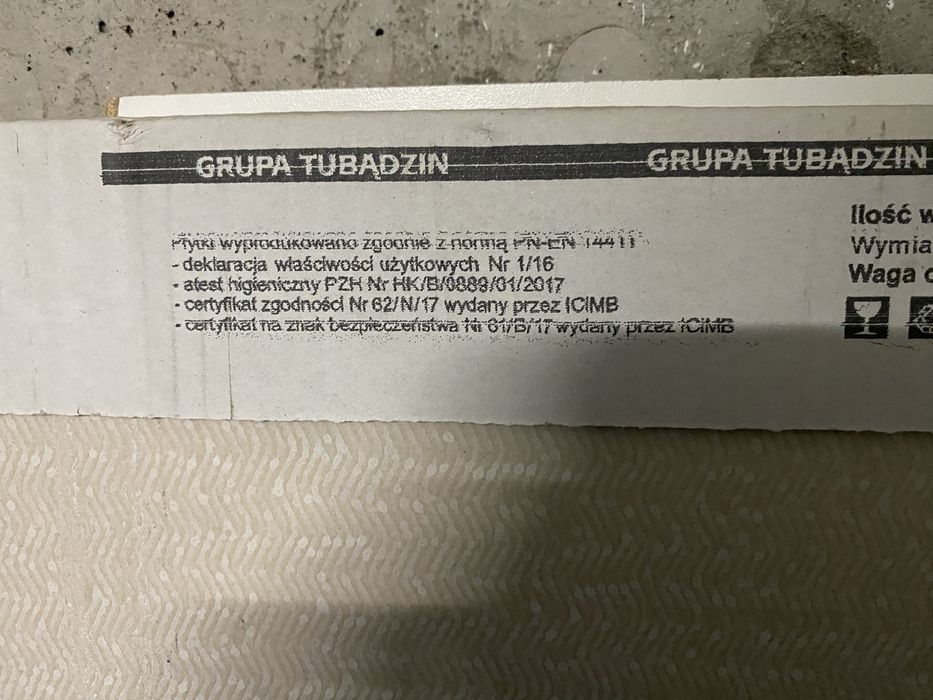 GRUPA TUBĄDZIN GRUPA TUBĄDZIN
Płytki wyprodukowano zgodnie z normą PN-EN 14411
- deklaracja właściwości użytkowych Nr 1/16
- atest higieniczny PZH Nr HK/B/0889/01/2017
- certyfikat zgodności Nr 62/N/17 wydany przez ICiMB
- certyfikat na znak bezpieczeństwa Nr 61/B/17 wydany przez ICiMB
Ilość w
Wymia
Waga